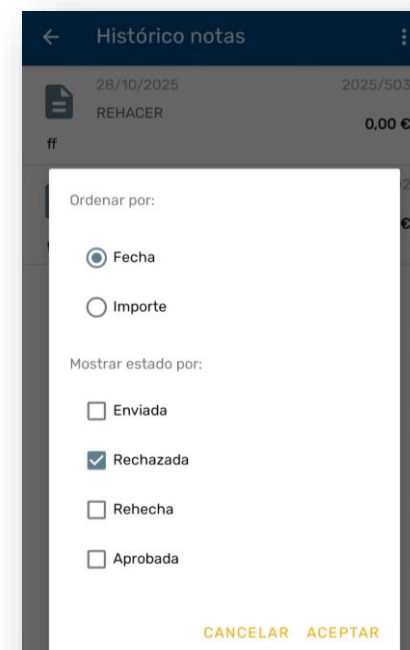 Histórico notas
28/10/2025 2025/503
REHACER
0,00 €
ff
Ordenar por:
Fecha
Importe
Mostrar estado por:
Enviada
Rechazada
Rehecha
Aprobada
CANCELAR ACEPTAR